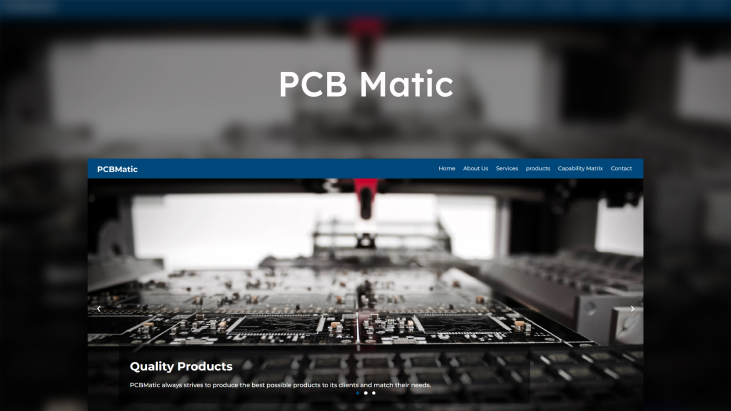 PCB Matic
PCBMatic
Home About Us Services products Capability Matrix Contact
Quality Products
PCBMatic always strives to produce the best possible products to its clients and match their needs.